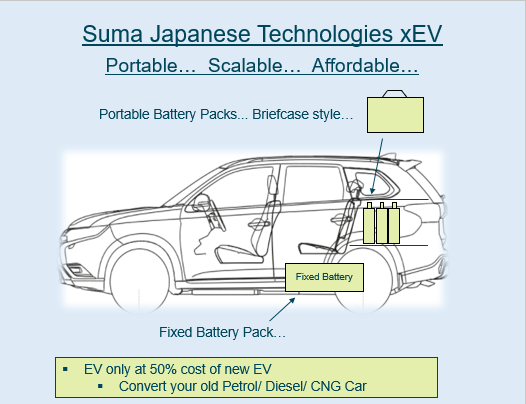 Suma Japanese Technologies xEV
Portable... Scalable... Affordable...
Portable Battery Packs... Briefcase style...
Fixed Battery
Fixed Battery Pack...
▪ EV only at 50% cost of new EV
▪ Convert your old Petrol/ Diesel/ CNG Car